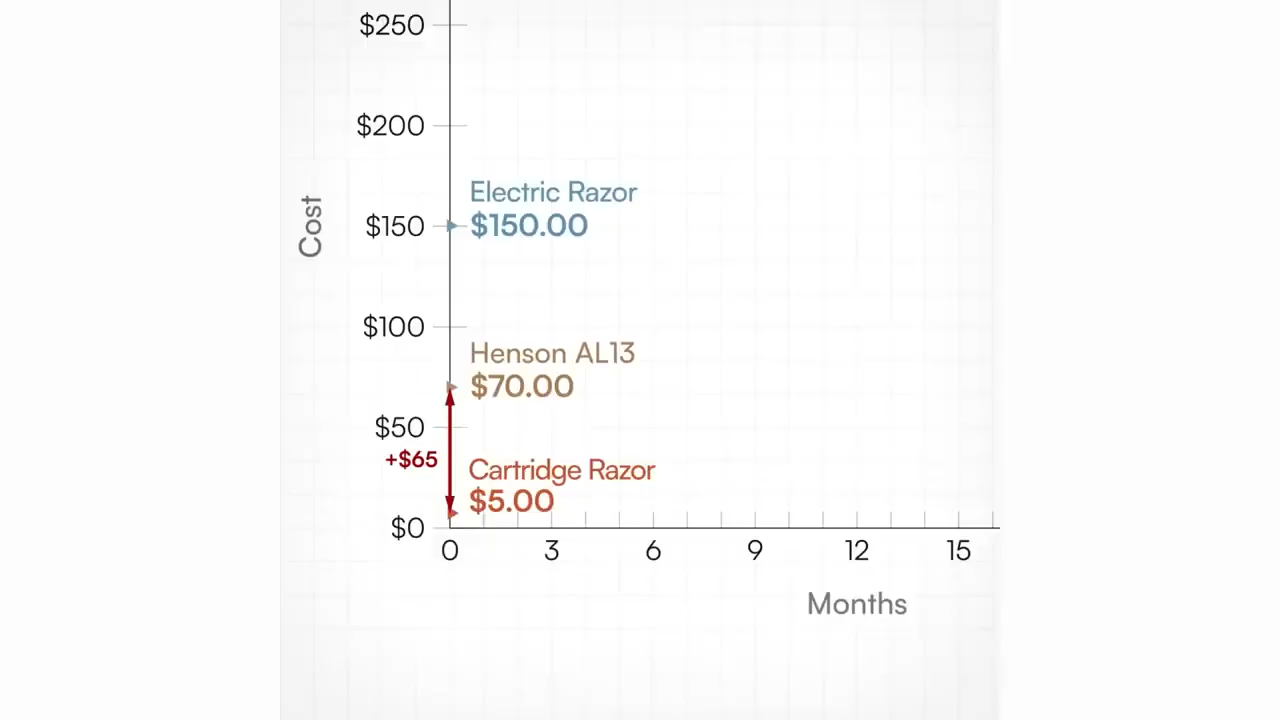 $250
$200
Electric Razor
$150
$150.00
Cost
$100
Henson AL13
$70.00
$50
+$65
Cartridge Razor
$5.00
$0
0 3 6 9 12 15
Months